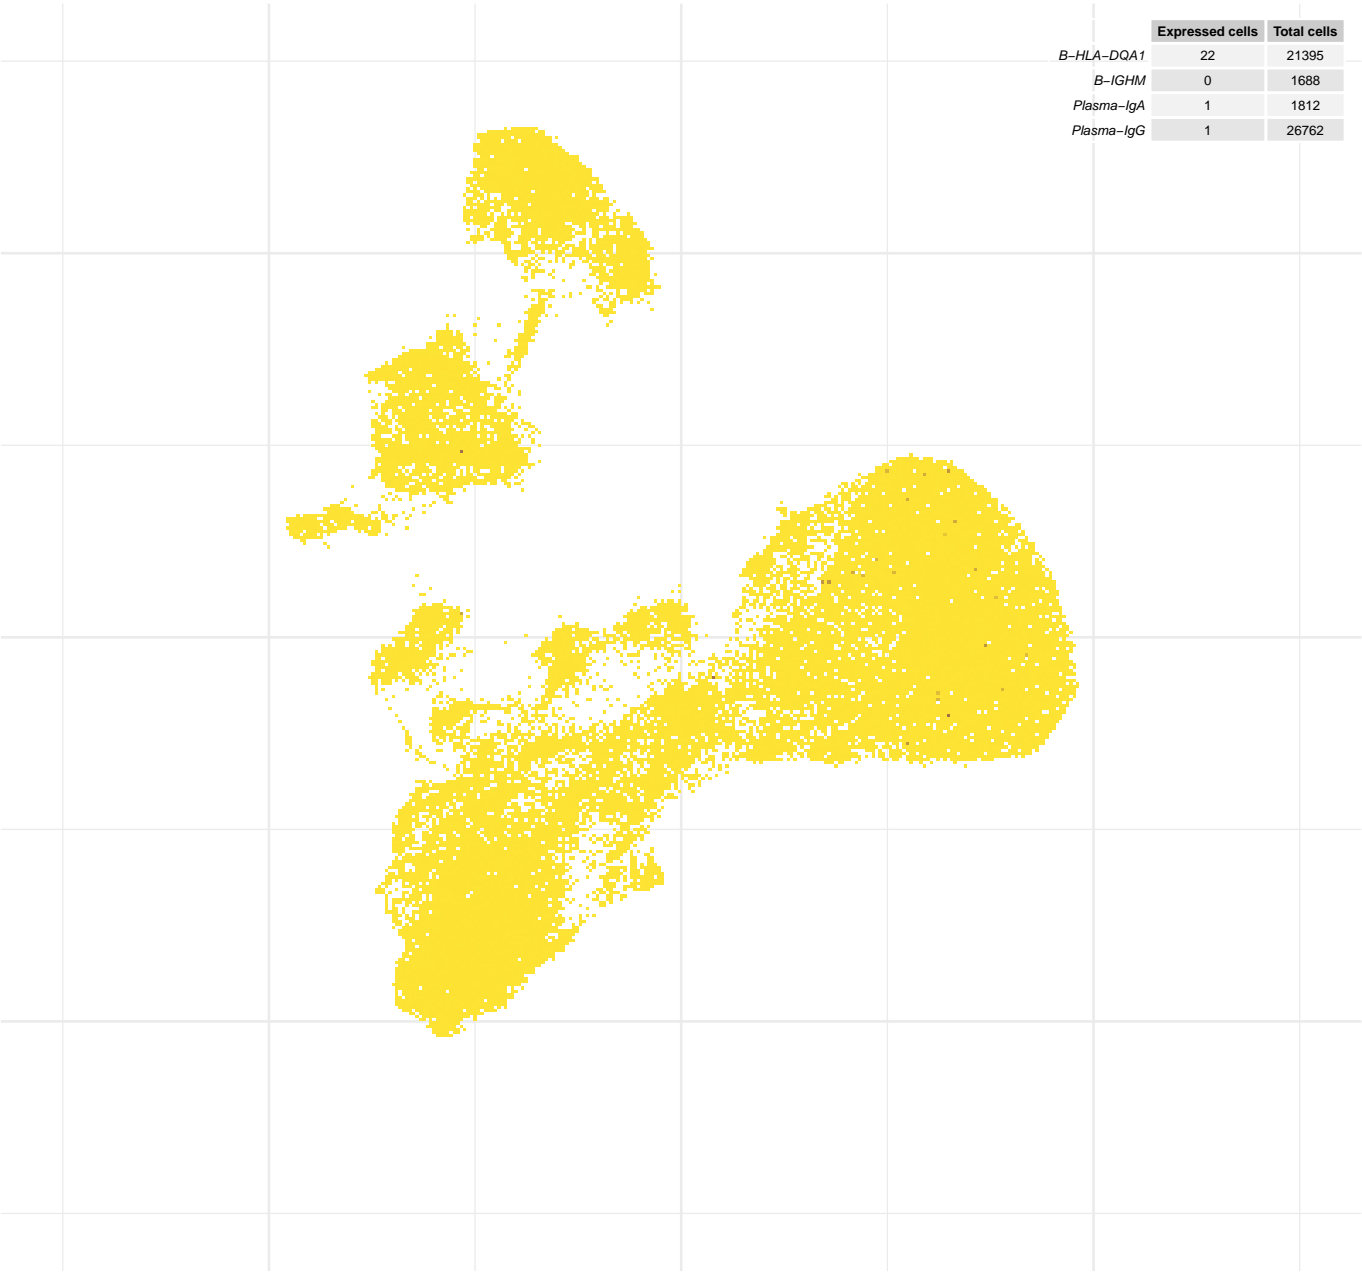 Expressed cells Total cells
B−HLA−DQA1 22 21395
B−IGHM 0 1688
Plasma−IgA 1 1812
Plasma−IgG 1 26762